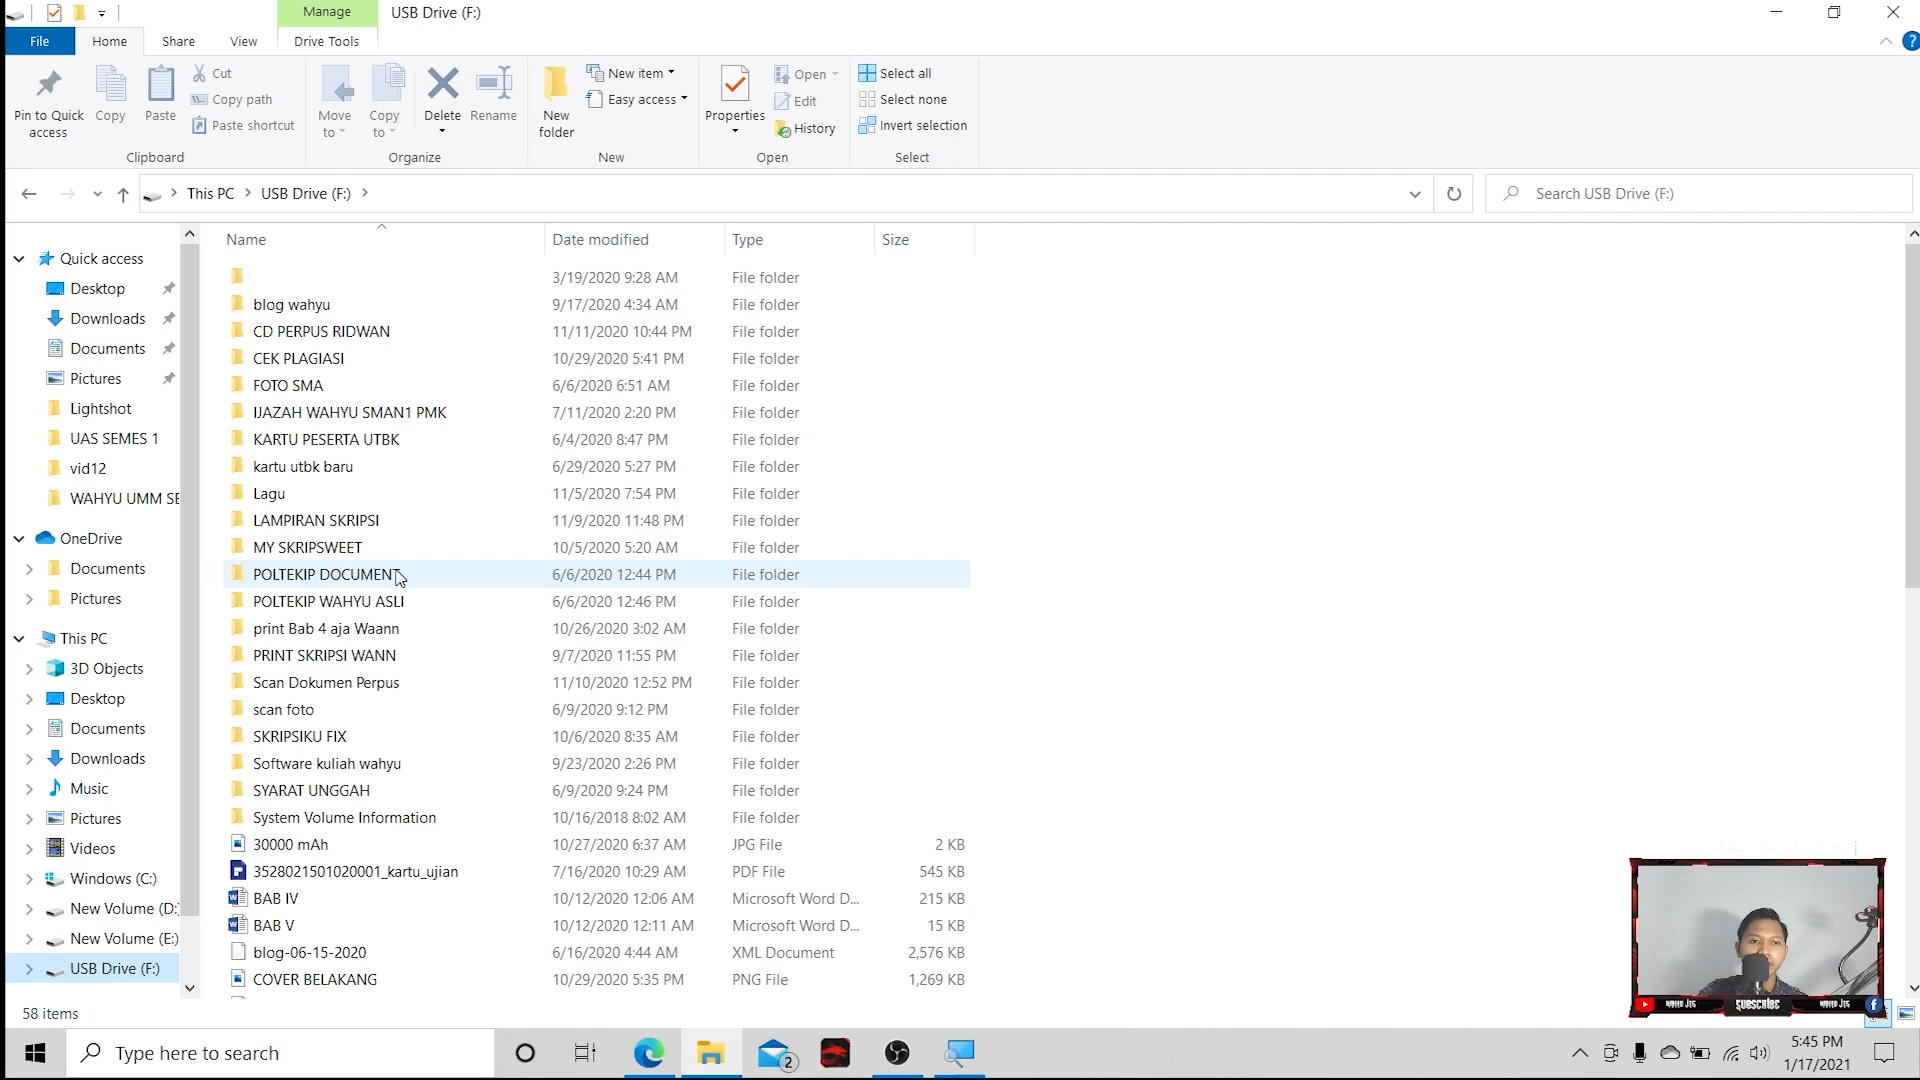 Manage
USB Drive (F:)
File
Home
Share
View
Drive Tools
Pin to Quick access
Copy
Paste
Cut
Copy path
Paste shortcut
Clipboard
Move to
Copy to
Delete
Rename
Organize
New folder
New item
Easy access
New
Properties
Open
Edit
History
Open
Select all
Select none
Invert selection
Select
This PC
USB Drive (F:)
Search USB Drive (F:)
Quick access
Desktop
Downloads
Documents
Pictures
Lightshot
UAS SEMES 1
vid12
WAHYU UMM SE
OneDrive
Documents
Pictures
This PC
3D Objects
Desktop
Documents
Downloads
Music
Pictures
Videos
Windows (C:)
New Volume (D:)
New Volume (E:)
USB Drive (F:)
Name Date modified Type Size
3/19/2020 9:28 AM File folder
blog wahyu 9/17/2020 4:34 AM File folder
CD PERPUS RIDWAN 11/11/2020 10:44 PM File folder
CEK PLAGIASI 10/29/2020 5:41 PM File folder
FOTO SMA 6/6/2020 6:51 AM File folder
IJAZAH WAHYU SMAN1 PMK 7/11/2020 2:20 PM File folder
KARTU PESERTA UTBK 6/4/2020 8:47 PM File folder
kartu utbk baru 6/29/2020 5:27 PM File folder
Lagu 11/5/2020 7:54 PM File folder
LAMPIRAN SKRIPSI 11/9/2020 11:48 PM File folder
MY SKRIPSWEET 10/5/2020 5:20 AM File folder
POLTEKIP DOCUMENT 6/6/2020 12:44 PM File folder
POLTEKIP WAHYU ASLI 6/6/2020 12:46 PM File folder
print Bab 4 aja Waann 10/26/2020 3:02 AM File folder
PRINT SKRIPSI WANN 9/7/2020 11:55 PM File folder
Scan Dokumen Perpus 11/10/2020 12:52 PM File folder
scan foto 6/9/2020 9:12 PM File folder
SKRIPSIKU FIX 10/6/2020 8:35 AM File folder
Software kuliah wahyu 9/23/2020 2:26 PM File folder
SYARAT UNGGAH 6/9/2020 9:24 PM File folder
System Volume Information 10/16/2018 8:02 AM File folder
30000 mAh 10/27/2020 6:37 AM JPG File 2 KB
3528021501020001_kartu_ujian 7/16/2020 10:29 AM PDF File 545 KB
BAB IV 10/12/2020 12:06 AM Microsoft Word D... 215 KB
BAB V 10/12/2020 12:11 AM Microsoft Word D... 15 KB
blog-06-15-2020 6/16/2020 4:44 AM XML Document 2,576 KB
COVER BELAKANG 10/29/2020 5:35 PM PNG File 1,269 KB
SUBSCRIBE
58 items
Type here to search
2
5:45 PM
1/17/2021